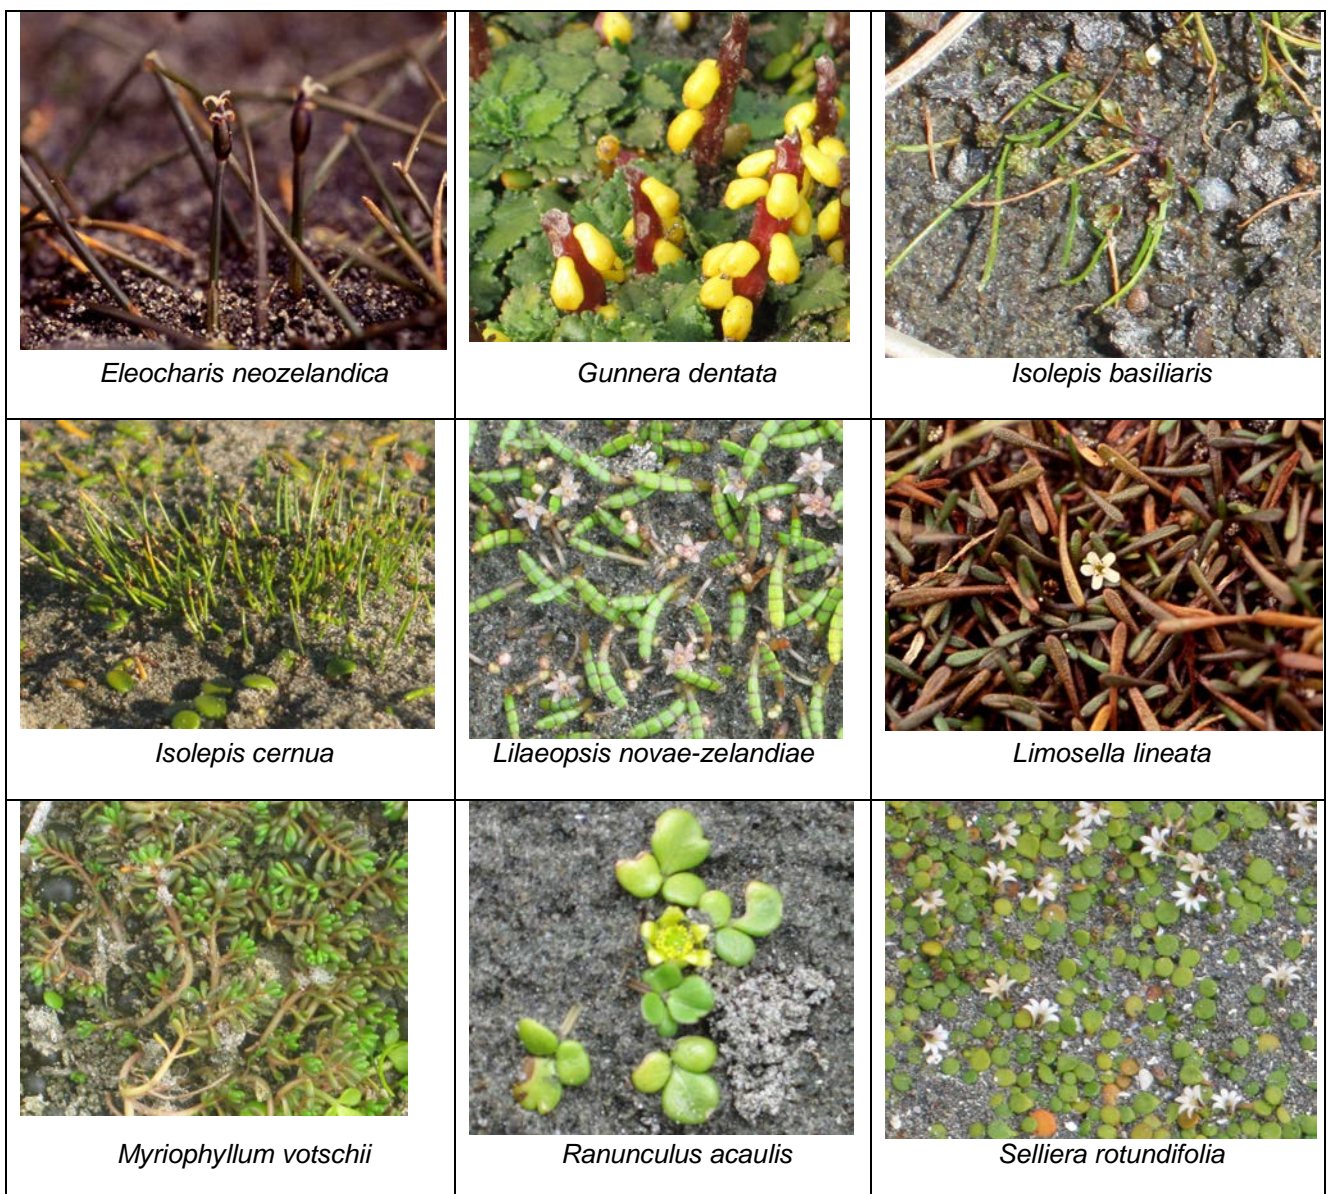 Eleocharis neozelandica
Gunnera dentata
Isolepis basiliaris
Isolepis cernua
Lilaeopsis novae-zelandiae
Limosella lineata
Myriophyllum votschii
Ranunculus acaulis
Selliera rotundifolia